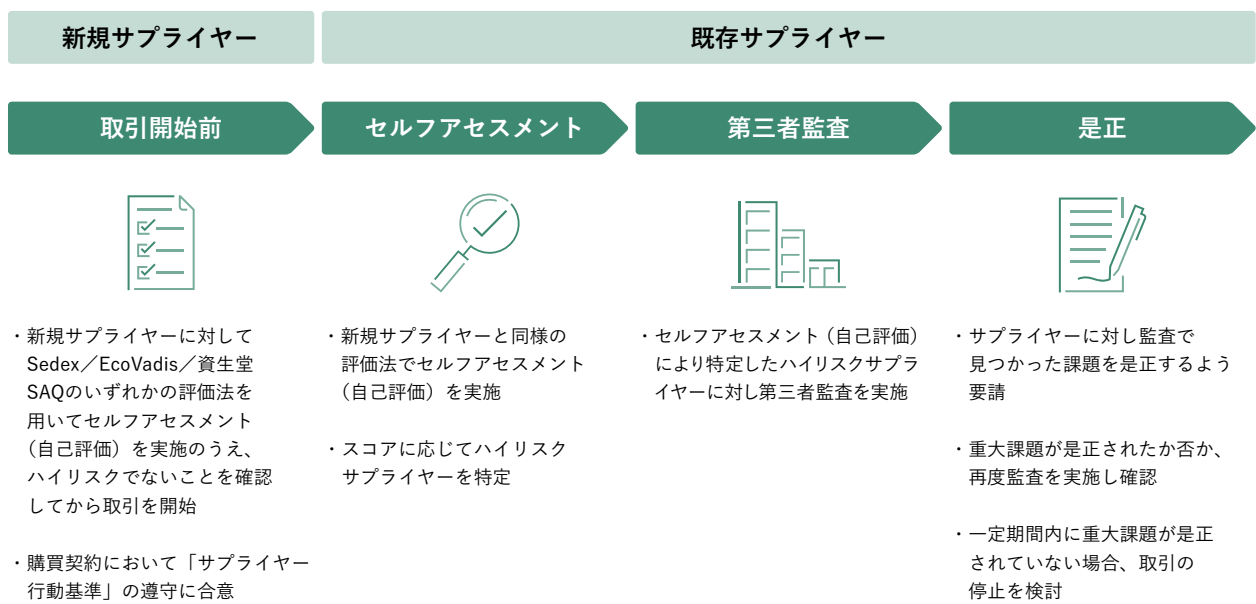 新規サプライヤー
既存サプライヤー
取引開始前
セルフアセスメント
第三者監査
是正
・新規サプライヤーに対して
Sedex／EcoVadis／資生堂
SAQのいずれかの評価法を
用いてセルフアセスメント
（自己評価）を実施のうえ、
ハイリスクでないことを確認
してから取引を開始
・購買契約において「サプライヤー
行動基準」の遵守に合意
・新規サプライヤーと同様の
評価法でセルフアセスメント
（自己評価）を実施
・スコアに応じてハイリスク
サプライヤーを特定
・セルフアセスメント（自己評価）
により特定したハイリスクサプラ
イヤーに対し第三者監査を実施
・サプライヤーに対し監査で
見つかった課題を是正するよう
要請
・重大課題が是正されたか否か、
再度監査を実施し確認
・一定期間内に重大課題が是正
されていない場合、取引の
停止を検討